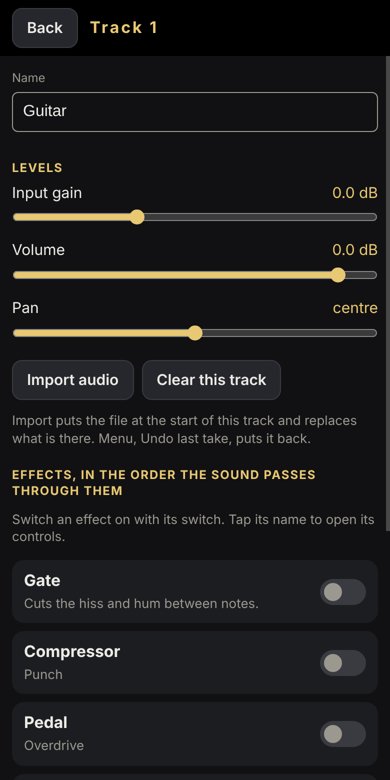 Back
Track 1
Name
Guitar
LEVELS
Input gain 0.0 dB
Volume 0.0 dB
Pan centre
Import audio Clear this track
Import puts the file at the start of this track and replaces
what is there. Menu, Undo last take, puts it back.
EFFECTS, IN THE ORDER THE SOUND PASSES
THROUGH THEM
Switch an effect on with its switch. Tap its name to open its
controls.
Gate
Cuts the hiss and hum between notes.
Compressor
Punch
Pedal
Overdrive